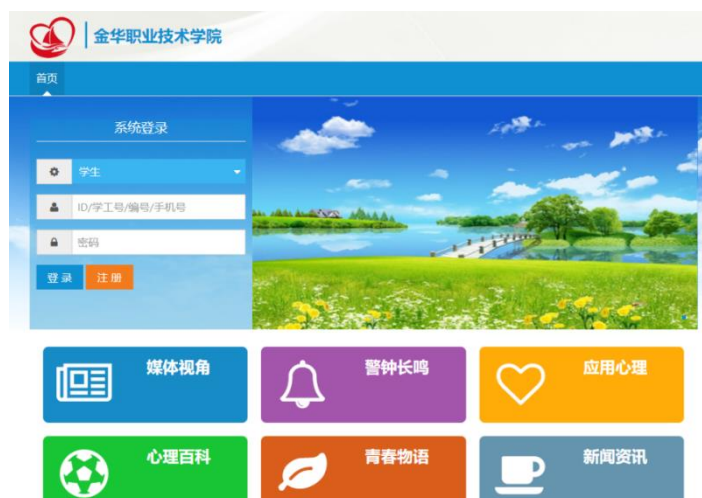 金华职业技术学院
首页
系统登录
学生
ID/学工号/编号/手机号
密码
登录 注册
媒体视角 警钟长鸣 应用心理
心理百科 青春物语 新闻资讯